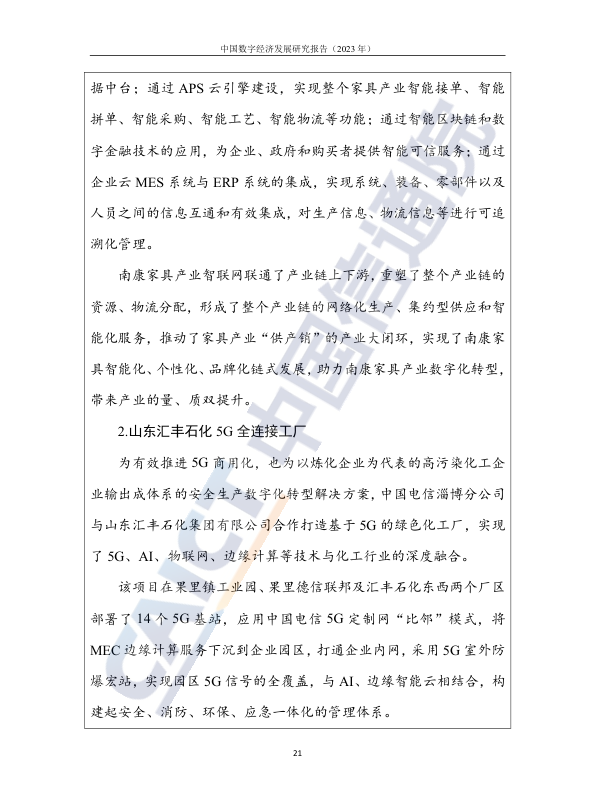 中国数字经济发展研究报告（2023 年）
据中台；通过 APS 云引擎建设，实现整个家具产业智能接单、智能
拼单、智能采购、智能工艺、智能物流等功能；通过智能区块链和数
字金融技术的应用，为企业、政府和购买者提供智能可信服务；通过
企业云 MES 系统与 ERP 系统的集成，实现系统、装备、零部件以及
人员之间的信息互通和有效集成，对生产信息、物流信息等进行可追
溯化管理。
南康家具产业智联网联通了产业链上下游，重塑了整个产业链的
资源、物流分配，形成了整个产业链的网络化生产、集约型供应和智
能化服务，推动了家具产业“供产销”的产业大闭环，实现了南康家
具智能化、个性化、品牌化链式发展，助力南康家具产业数字化转型，
带来产业的量、质双提升。
2.山东汇丰石化 5G 全连接工厂
为有效推进 5G 商用化，也为以炼化企业为代表的高污染化工企
业输出成体系的安全生产数字化转型解决方案，中国电信淄博分公司
与山东汇丰石化集团有限公司合作打造基于 5G 的绿色化工厂，实现
了 5G、AI、物联网、边缘计算等技术与化工行业的深度融合。
该项目在果里镇工业园、果里德信联邦及汇丰石化东西两个厂区
部署了 14 个 5G 基站，应用中国电信 5G 定制网“比邻”模式，将
MEC 边缘计算服务下沉到企业园区，打通企业内网，采用 5G 室外防
爆宏站，实现园区 5G 信号的全覆盖，与 AI、边缘智能云相结合，构
建起安全、消防、环保、应急一体化的管理体系。
CAICT 中国信通院
21